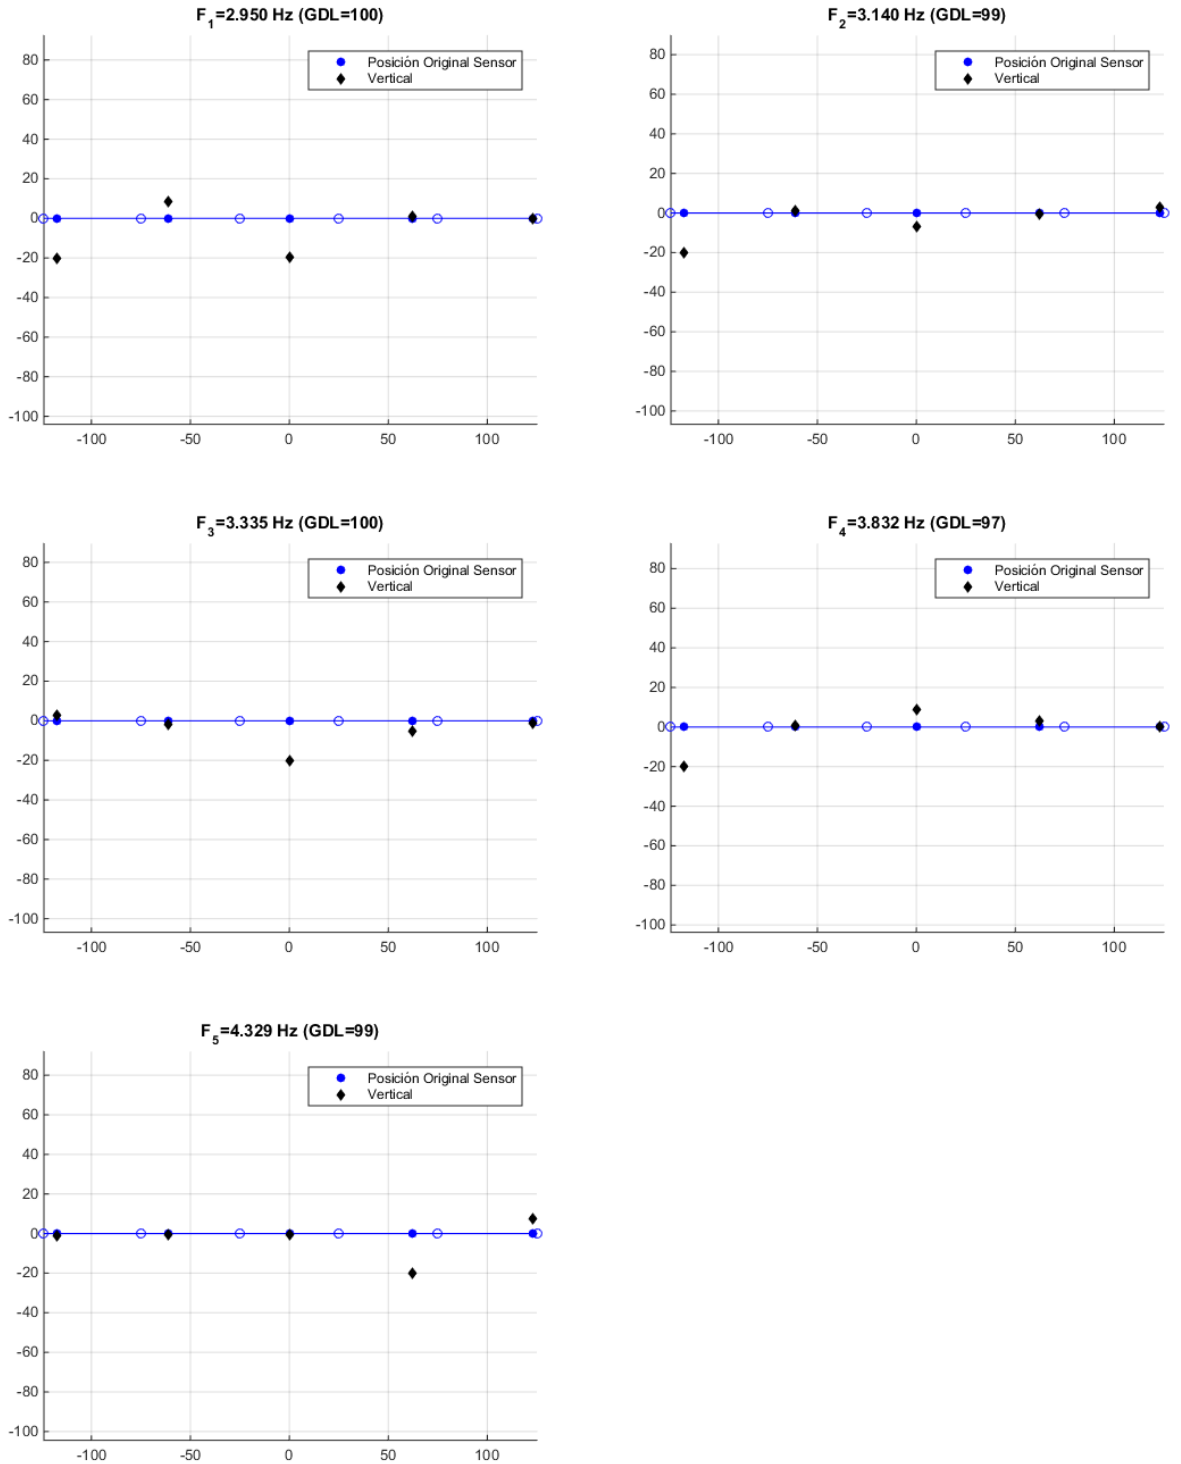 F1=2.950 Hz (GDL=100)
Posición Original Sensor
Vertical
80
60
40
20
0
-20
-40
-60
-80
-100
-100 -50 0 50 100
F2=3.140 Hz (GDL=99)
Posición Original Sensor
Vertical
80
60
40
20
0
-20
-40
-60
-80
-100
-100 -50 0 50 100
F3=3.335 Hz (GDL=100)
Posición Original Sensor
Vertical
80
60
40
20
0
-20
-40
-60
-80
-100
-100 -50 0 50 100
F4=3.832 Hz (GDL=97)
Posición Original Sensor
Vertical
80
60
40
20
0
-20
-40
-60
-80
-100
-100 -50 0 50 100
F5=4.329 Hz (GDL=99)
Posición Original Sensor
Vertical
80
60
40
20
0
-20
-40
-60
-80
-100
-100 -50 0 50 100